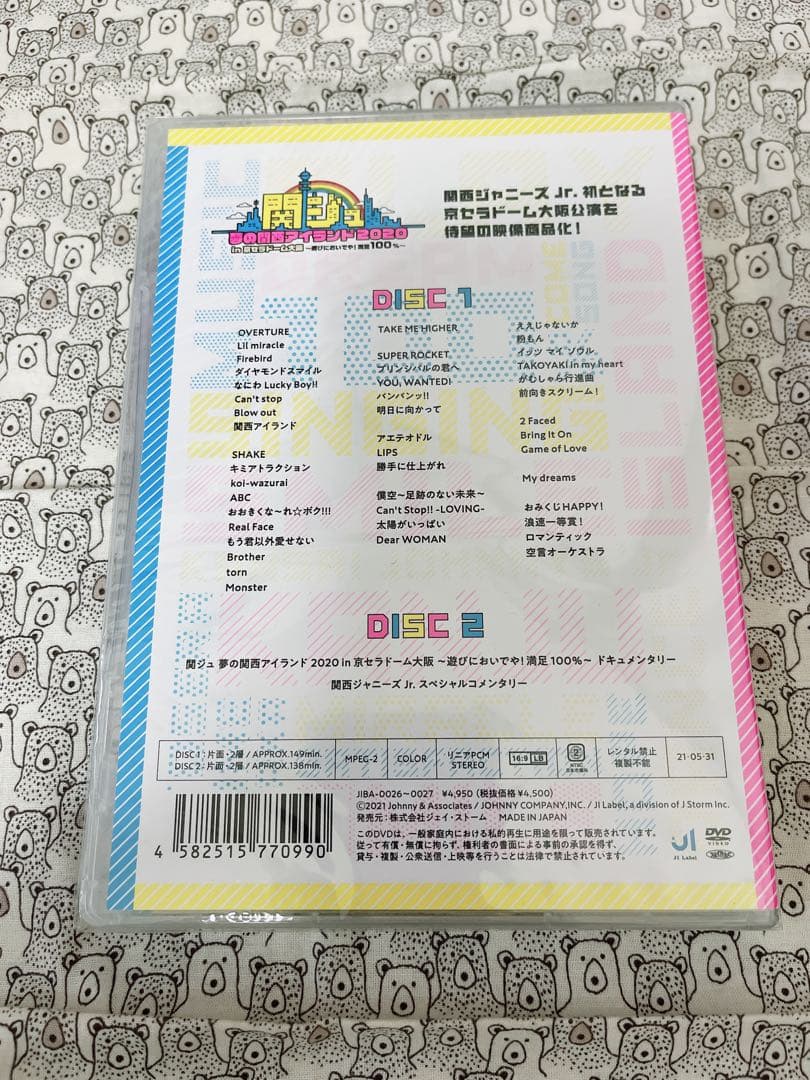 関ジュ
夢の関西アイランド2020
in 京セラドーム大阪 ~遊びにおいでや!満足100%~
関西ジャニーズ Jr. 初となる
京セラドーム大阪公演を
待望の映像商品化!
DISC 1
OVERTURE
Lil miracle
Firebird
ダイヤモンドスマイル
なにわ Lucky Boy!!
Can't stop
Blow out
関西アイランド
SHAKE
キミアトラクション
koi-wazurai
ABC
おおきくな~れ☆ボク!!!
Real Face
もう君以外愛せない
Brother
torn
Monster
TAKE ME HIGHER
SUPER ROCKET
プリンシパルの君へ
YOU, WANTED!
バンバンッ!!
明日に向かって
アエテオドル
LIPS
勝手に仕上がれ
僕空~足跡のない未来~
Can't Stop!! -LOVING-
太陽がいっぱい
Dear WOMAN
ええじゃないか
粉もん
イッツ マイ ソウル
TAKOYAKI in my heart
がむしゃら行進曲
前向きスクリーム!
2 Faced
Bring It On
Game of Love
My dreams
おみくじHAPPY!
浪速一等賞!
ロマンティック
空言オーケストラ
DISC 2
関ジュ 夢の関西アイランド 2020 in 京セラドーム大阪 ~遊びにおいでや! 満足 100%~ ドキュメンタリー
関西ジャニーズ Jr. スペシャルコメンタリー
DISC 1 : 片面・2層 / APPROX.149min.
DISC 2 : 片面・2層 / APPROX.138min.
MPEG-2
COLOR
リニアPCM
STEREO
16:9 LB
2
NTSC
日本市場向
レンタル禁止
複製不能
21・05・31
JIBA-0026~0027 ¥4,950 (税抜価格 ¥4,500)
©2021 Johnny & Associates / JOHNNY COMPANY,INC. / JI Label, a division of J Storm Inc.
発売元:株式会社ジェイ・ストーム MADE IN JAPAN
このDVDは、一般家庭内における私的再生に用途を限って販売されています。
従って有償・無償に拘らず、権利者の書面による事前の承認を得ず、
貸与・複製・公衆送信・上映等を行うことは法律で禁止されています。
4 582515 770990
JI Label
DVD
VIDEO